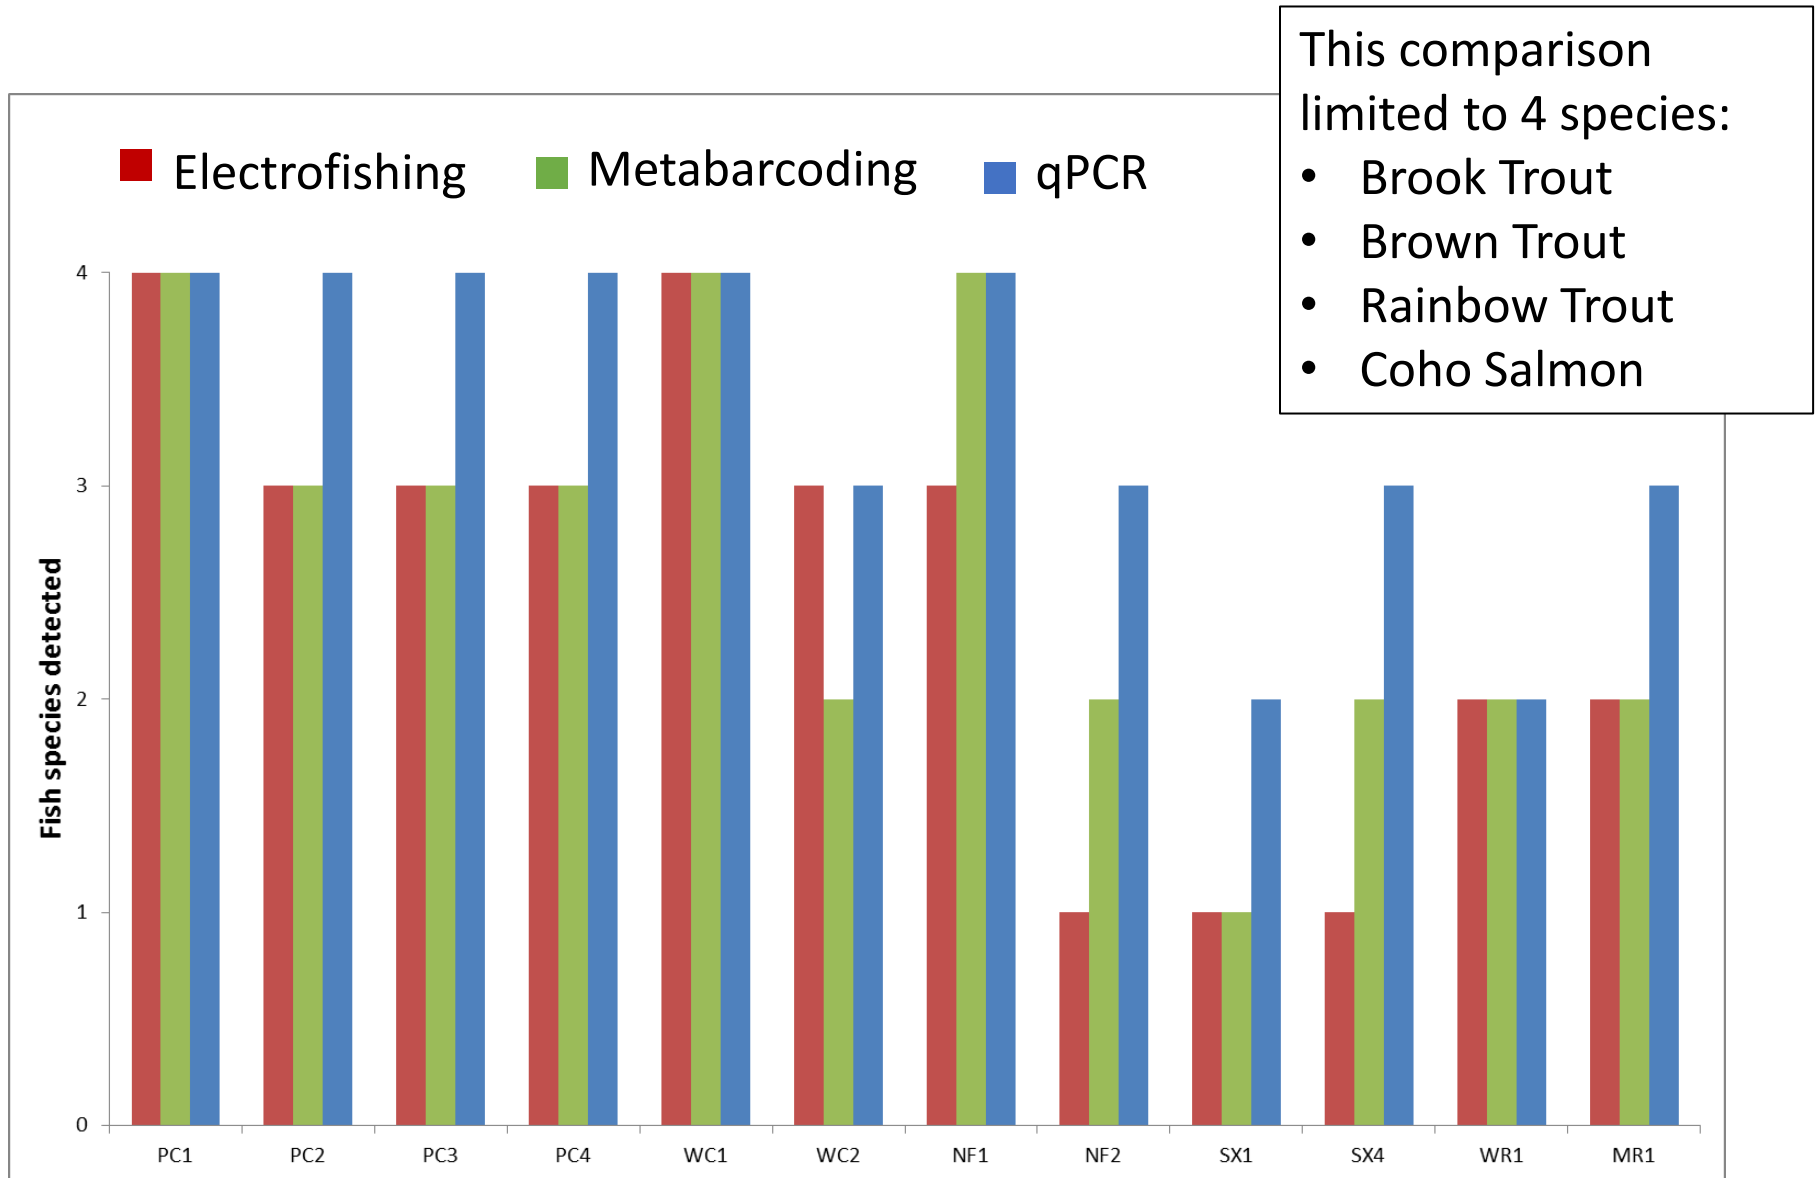 This comparison
limited to 4 species:
• Brook Trout
• Brown Trout
• Rainbow Trout
• Coho Salmon
Electrofishing Metabarcoding qPCR
Fish species detected
4
3
2
1
0
PC1 PC2 PC3 PC4 WC1 WC2 NF1 NF2 SX1 SX4 WR1 MR1